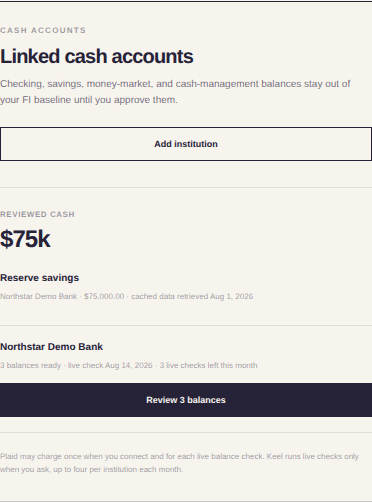 CASH ACCOUNTS
Linked cash accounts
Checking, savings, money-market, and cash-management balances stay out of
your FI baseline until you approve them.
Add institution
REVIEWED CASH
$75k
Reserve savings
Northstar Demo Bank · $75,000.00 · cached data retrieved Aug 1, 2026
Northstar Demo Bank
3 balances ready · live check Aug 14, 2026 · 3 live checks left this month
Review 3 balances
Plaid may charge once when you connect and for each live balance check. Keel runs live checks only
when you ask, up to four per institution each month.